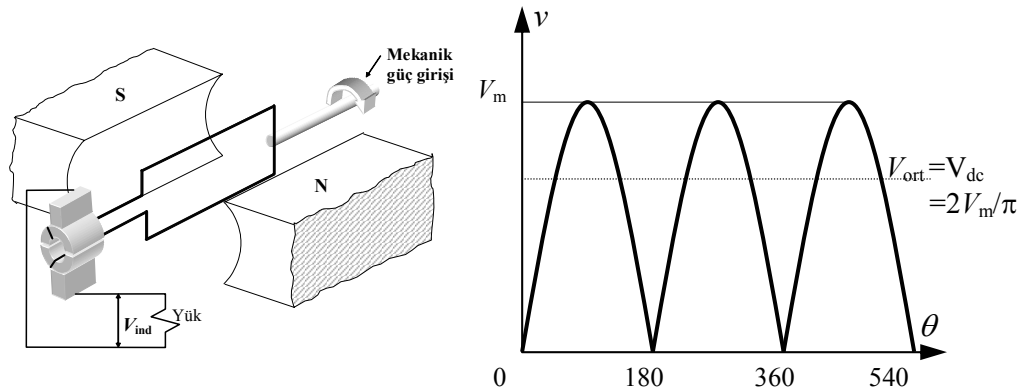 Mekanik
güç girişi
S
N
Yük
V_ind
v
V_m
V_ort=V_dc
=2V_m/π
θ
0 180 360 540